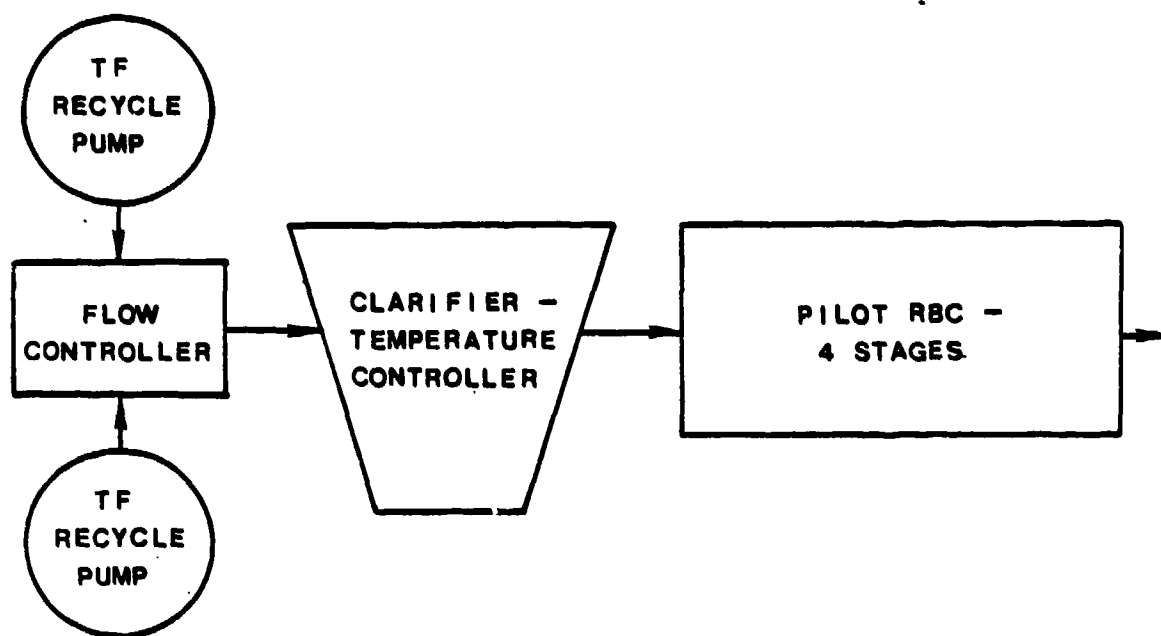 TF
RECYCLE
PUMP
FLOW
CONTROLLER
CLARIFIER -
TEMPERATURE
CONTROLLER
PILOT RBC -
4 STAGES
TF
RECYCLE
PUMP